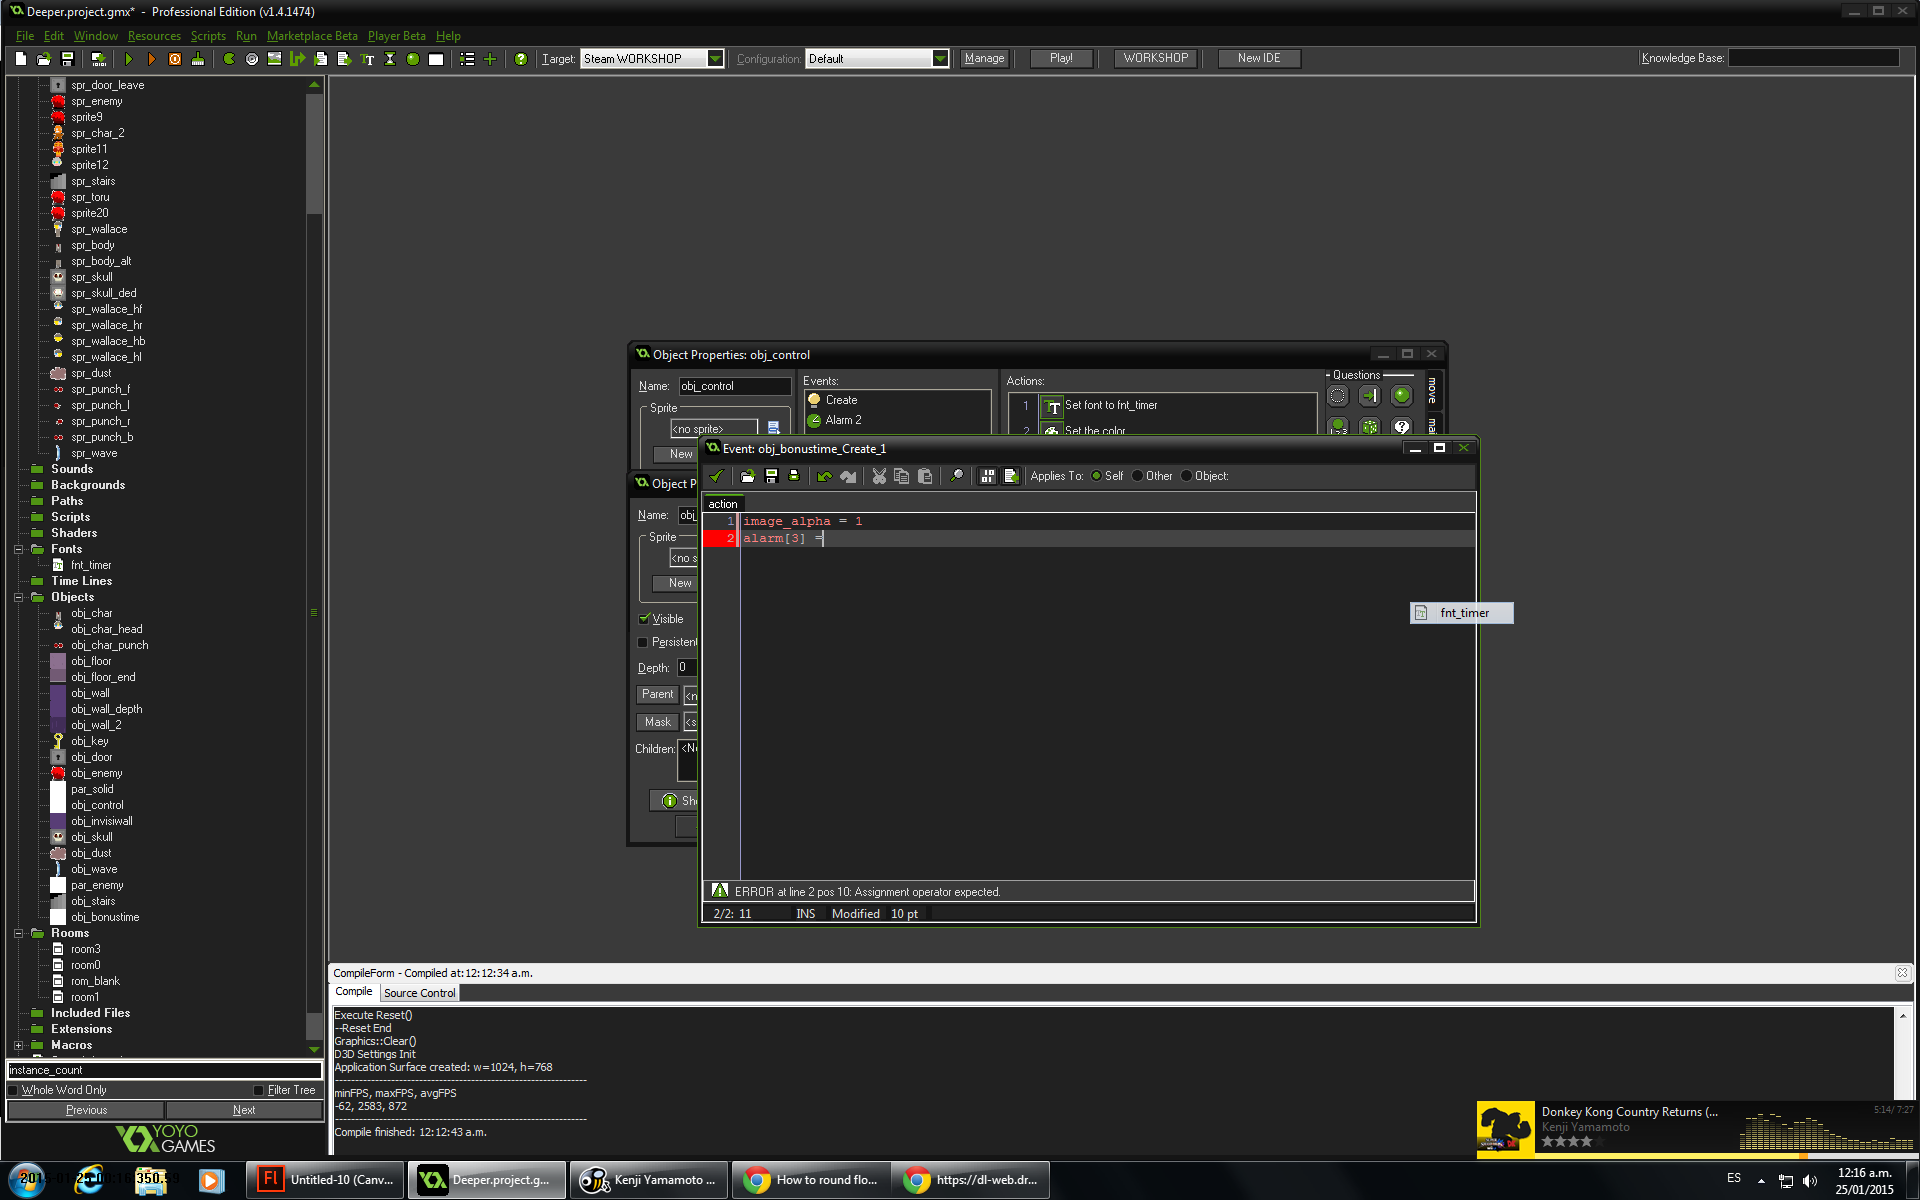 Deeper.project.gmx* - Professional Edition (v1.4.1474)
File Edit Window Resources Scripts Run Marketplace Beta Player Beta Help
Target: Steam WORKSHOP Configuration: Default Manage Play! WORKSHOP New IDE Knowledge Base:
spr_door_leave
spr_enemy
sprite9
spr_char_2
sprite11
sprite12
spr_stairs
spr_toru
sprite20
spr_wallace
spr_body
spr_body_alt
spr_skull
spr_skull_ded
spr_wallace_hf
spr_wallace_hr
spr_wallace_hb
spr_wallace_hl
spr_dust
spr_punch_f
spr_punch_l
spr_punch_r
spr_punch_b
spr_wave
Sounds
Backgrounds
Paths
Scripts
Shaders
Fonts
fnt_timer
Time Lines
Objects
obj_char
obj_char_head
obj_char_punch
obj_floor
obj_floor_end
obj_wall
obj_wall_depth
obj_wall_2
obj_key
obj_door
obj_enemy
par_solid
obj_control
obj_invisiwall
obj_skull
obj_dust
obj_wave
par_enemy
obj_stairs
obj_bonustime
Rooms
room3
room0
rom_blank
room1
Included Files
Extensions
Macros
instance_count
Whole Word Only Filter Tree
Previous Next
YOYO
GAMES
Object Properties: obj_control
Name: obj_control Events: Actions: Questions move
Sprite Create 1 Set font to fnt_timer
<no sprite> Alarm 2 2 Set the color
New
Event: obj_bonustime_Create_1
Applies To: Self Other Object:
action
1 image_alpha = 1
2 alarm[3] =
fnt_timer
ERROR at line 2 pos 10: Assignment operator expected.
2/2: 11 INS Modified 10 pt
Object P
Name: obj_
Sprite
<no s
New
Visible
Persistent
Depth: 0
Parent <n
Mask <s
Children: <N
Sh
CompileForm - Compiled at:12:12:34 a.m.
Compile Source Control
Execute Reset()
--Reset End
Graphics::Clear()
D3D Settings Init
Application Surface created: w=1024, h=768
minFPS, maxFPS, avgFPS
-62, 2583, 872
Compile finished: 12:12:43 a.m.
Donkey Kong Country Returns (... 5:14/ 7:27
Kenji Yamamoto
Untitled-10 (Canv... Deeper.project.g... Kenji Yamamoto ... How to round flo... https://dl-web.dr... ES 12:16 a.m.
25/01/2015